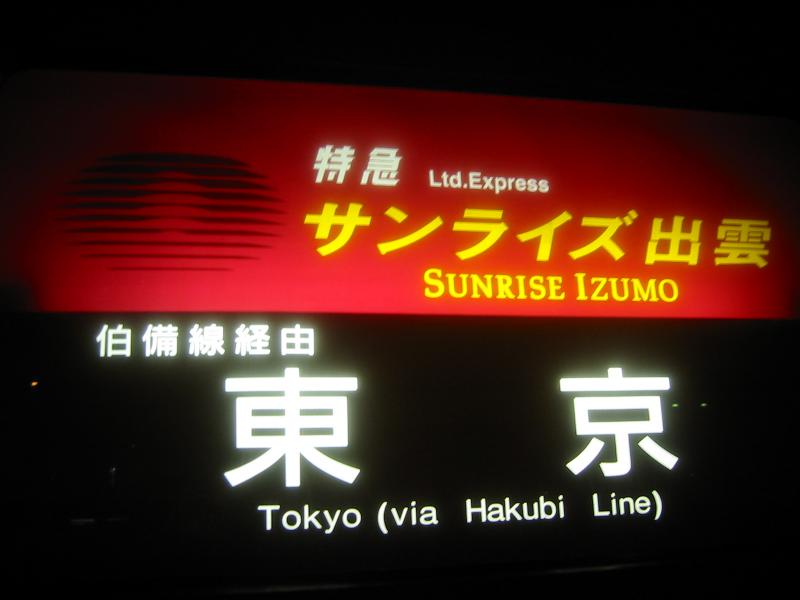 特急 Ltd.Express
サンライズ出雲
SUNRISE IZUMO
伯備線経由
東京
Tokyo (via Hakubi Line)